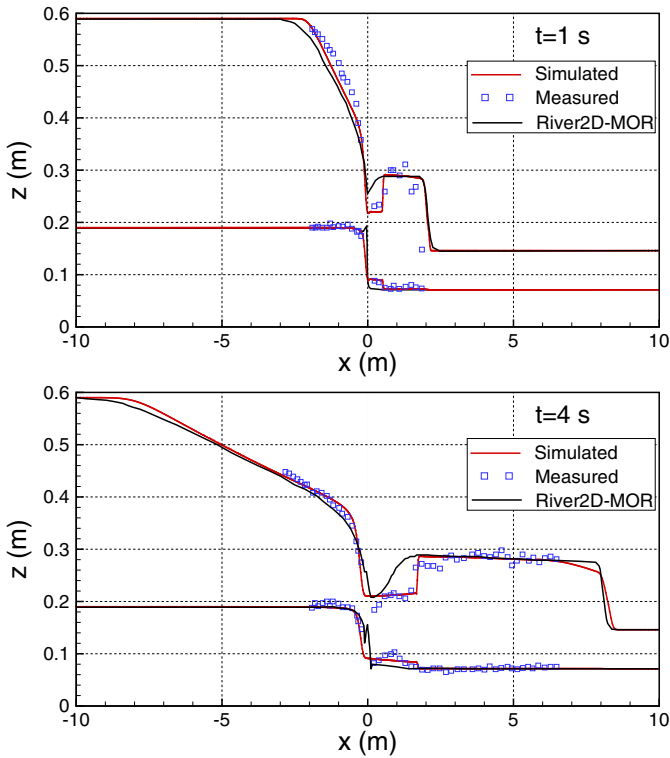 0.6
t=1 s
0.5
Simulated
Measured
River2D-MOR
0.4
z (m)
0.3
0.2
0.1
0
-10 -5 0 5 10
x (m)
0.6
t=4 s
0.5
Simulated
Measured
River2D-MOR
0.4
z (m)
0.3
0.2
0.1
0
-10 -5 0 5 10
x (m)